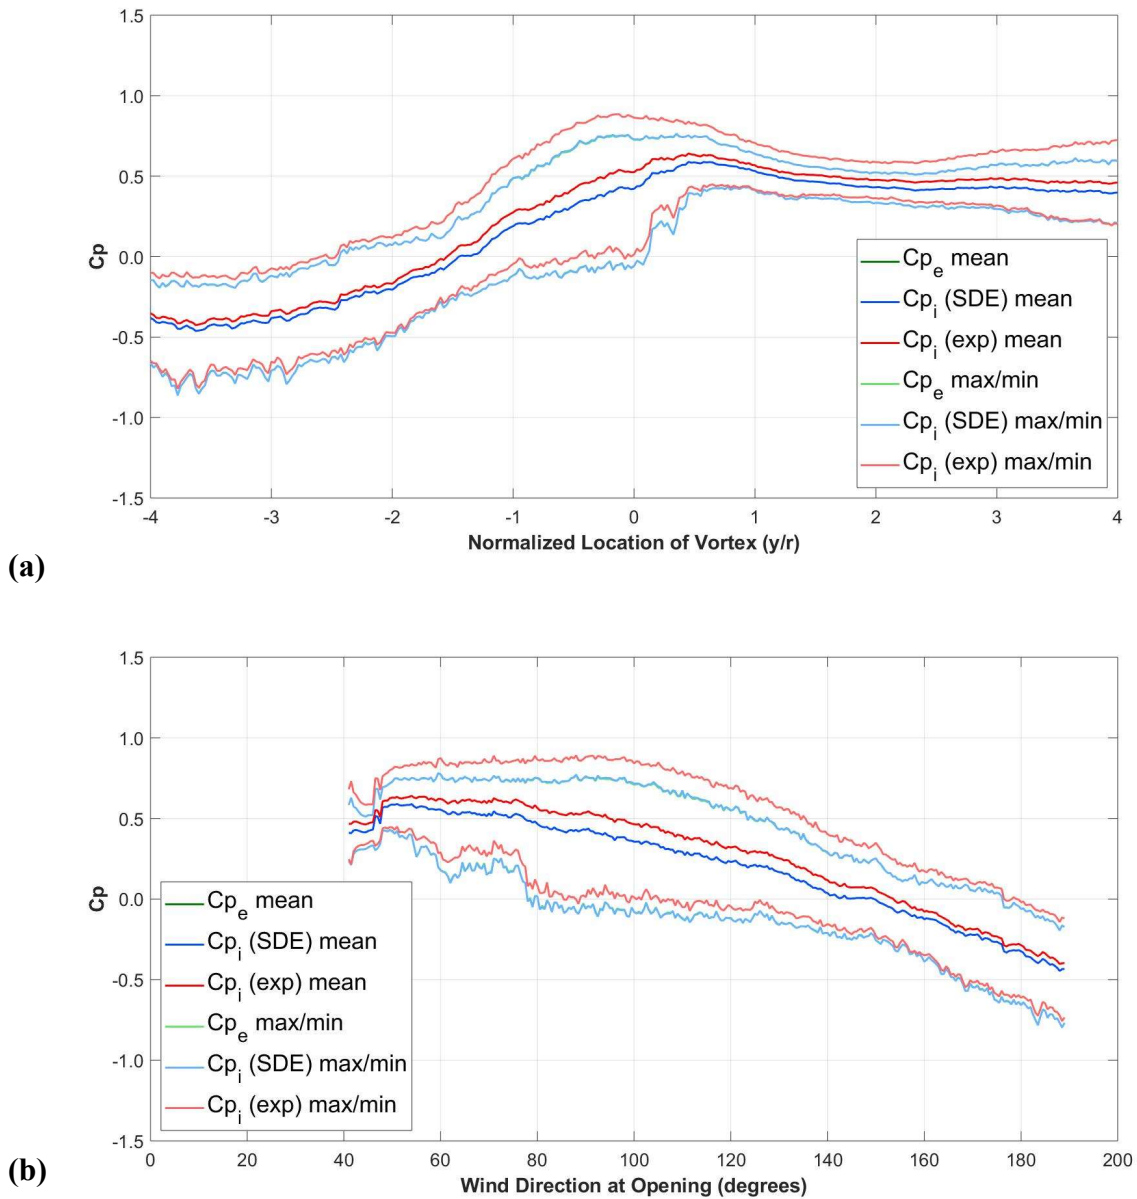 1.5
1.0
0.5
0.0
-0.5
-1.0
-1.5
Cp
Cpe mean
Cpi (SDE) mean
Cpi (exp) mean
Cpe max/min
Cpi (SDE) max/min
Cpi (exp) max/min
-4 -3 -2 -1 0 1 2 3 4
Normalized Location of Vortex (y/r)
(a)
1.5
1.0
0.5
0.0
-0.5
-1.0
-1.5
Cp
Cpe mean
Cpi (SDE) mean
Cpi (exp) mean
Cpe max/min
Cpi (SDE) max/min
Cpi (exp) max/min
0 20 40 60 80 100 120 140 160 180 200
Wind Direction at Opening (degrees)
(b)